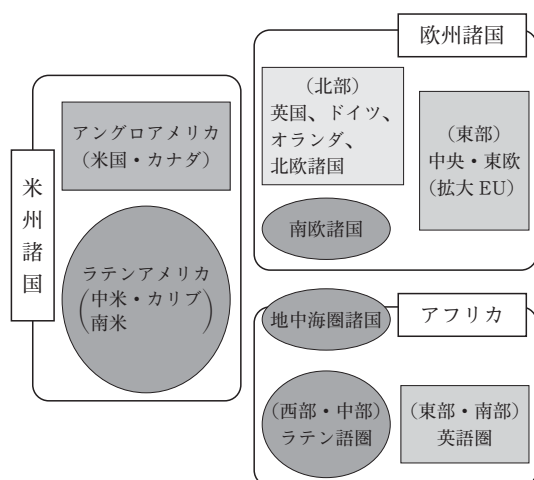 米州諸国
アングロアメリカ
（米国・カナダ）
ラテンアメリカ
（中米・カリブ
南米）
欧州諸国
（北部）
英国、ドイツ、
オランダ、
北欧諸国
（東部）
中央・東欧
（拡大 EU）
南欧諸国
アフリカ
地中海圏諸国
（西部・中部）
ラテン語圏
（東部・南部）
英語圏